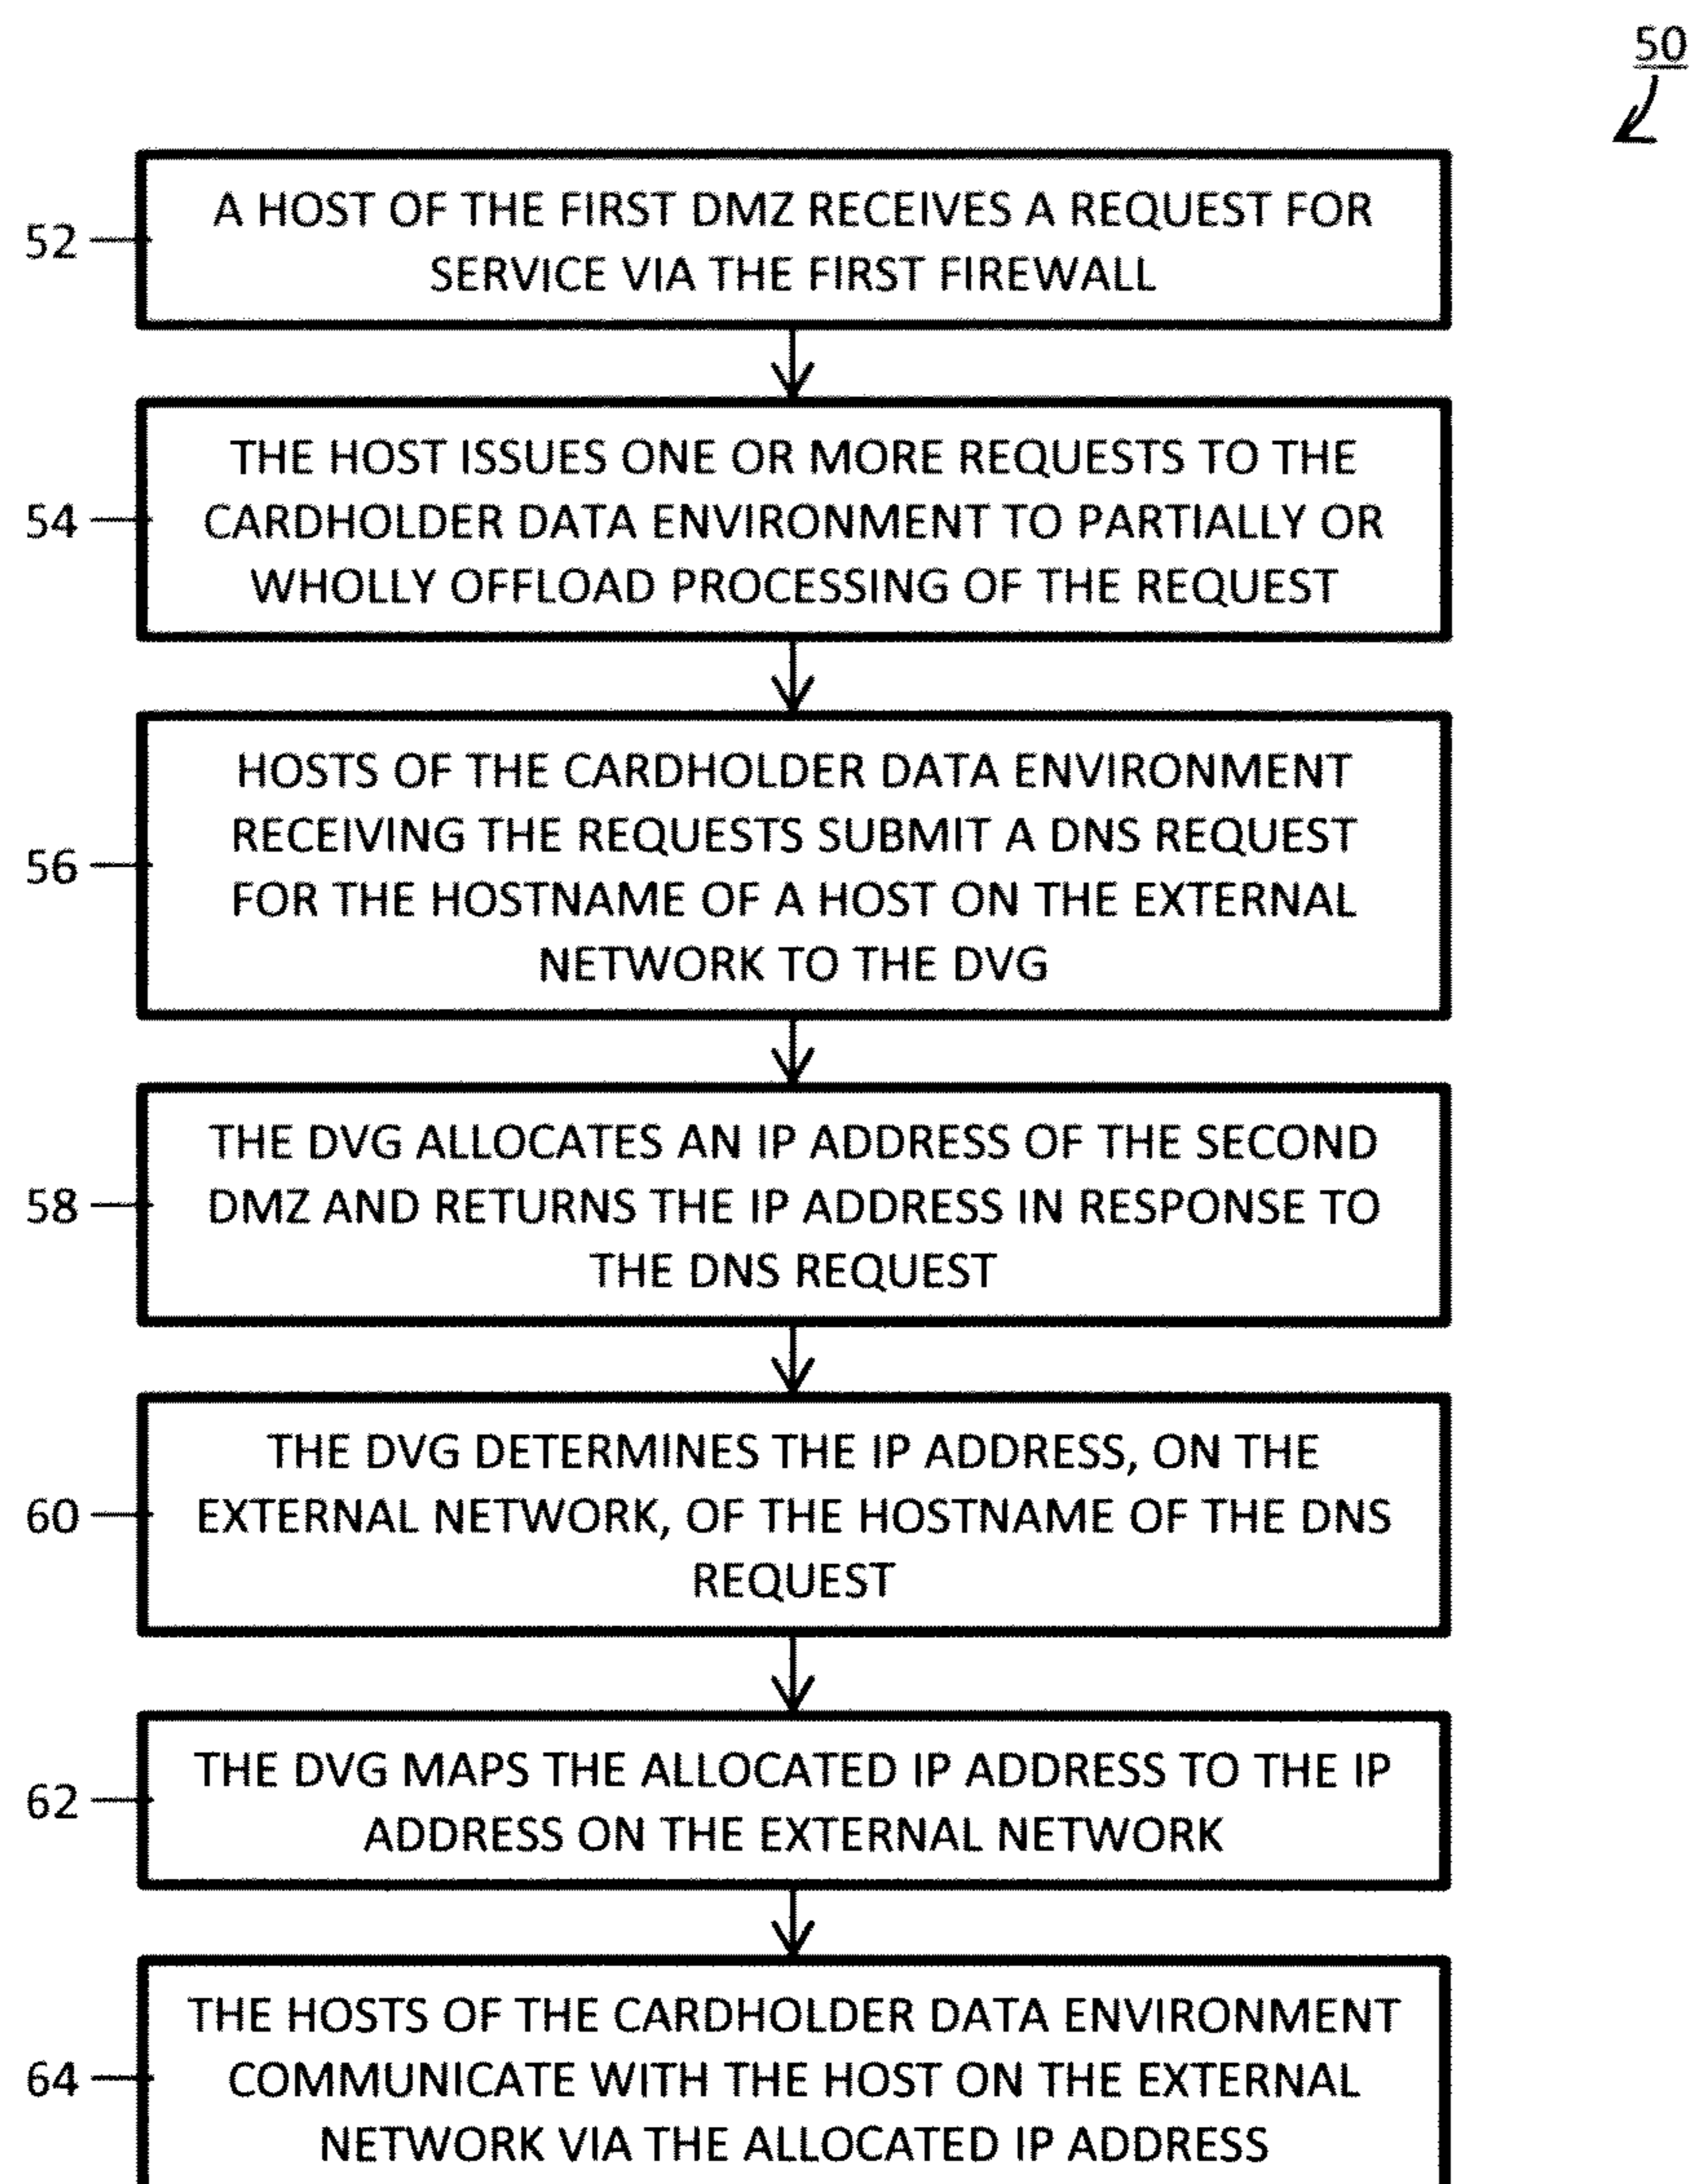 50
A HOST OF THE FIRST DMZ RECEIVES A REQUEST FOR
SERVICE VIA THE FIRST FIREWALL
52
THE HOST ISSUES ONE OR MORE REQUESTS TO THE
CARDHOLDER DATA ENVIRONMENT TO PARTIALLY OR
WHOLLY OFFLOAD PROCESSING OF THE REQUEST
54
HOSTS OF THE CARDHOLDER DATA ENVIRONMENT
RECEIVING THE REQUESTS SUBMIT A DNS REQUEST
FOR THE HOSTNAME OF A HOST ON THE EXTERNAL
NETWORK TO THE DVG
56
THE DVG ALLOCATES AN IP ADDRESS OF THE SECOND
DMZ AND RETURNS THE IP ADDRESS IN RESPONSE TO
THE DNS REQUEST
58
THE DVG DETERMINES THE IP ADDRESS, ON THE
EXTERNAL NETWORK, OF THE HOSTNAME OF THE DNS
REQUEST
60
THE DVG MAPS THE ALLOCATED IP ADDRESS TO THE IP
ADDRESS ON THE EXTERNAL NETWORK
62
THE HOSTS OF THE CARDHOLDER DATA ENVIRONMENT
COMMUNICATE WITH THE HOST ON THE EXTERNAL
NETWORK VIA THE ALLOCATED IP ADDRESS
64